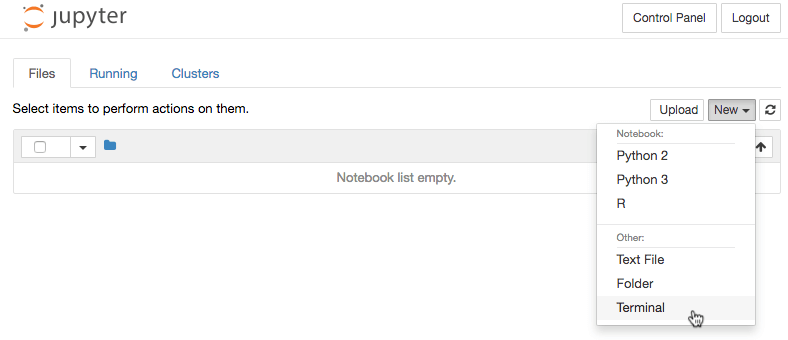 jupyter
Control Panel
Logout
Files
Running
Clusters
Select items to perform actions on them.
Upload
New
Notebook:
Python 2
Notebook list empty.
Python 3
R
Other:
Text File
Folder
Terminal